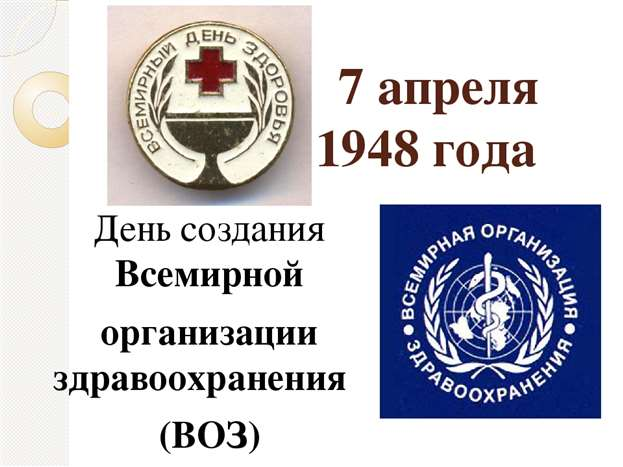 ВСЕМИРНЫЙ ДЕНЬ ЗДОРОВЬЯ
7 апреля
1948 года
День создания
Всемирной
организации
здравоохранения
(ВОЗ)
ВСЕМИРНАЯ ОРГАНИЗАЦИЯ
ЗДРАВООХРАНЕНИЯ